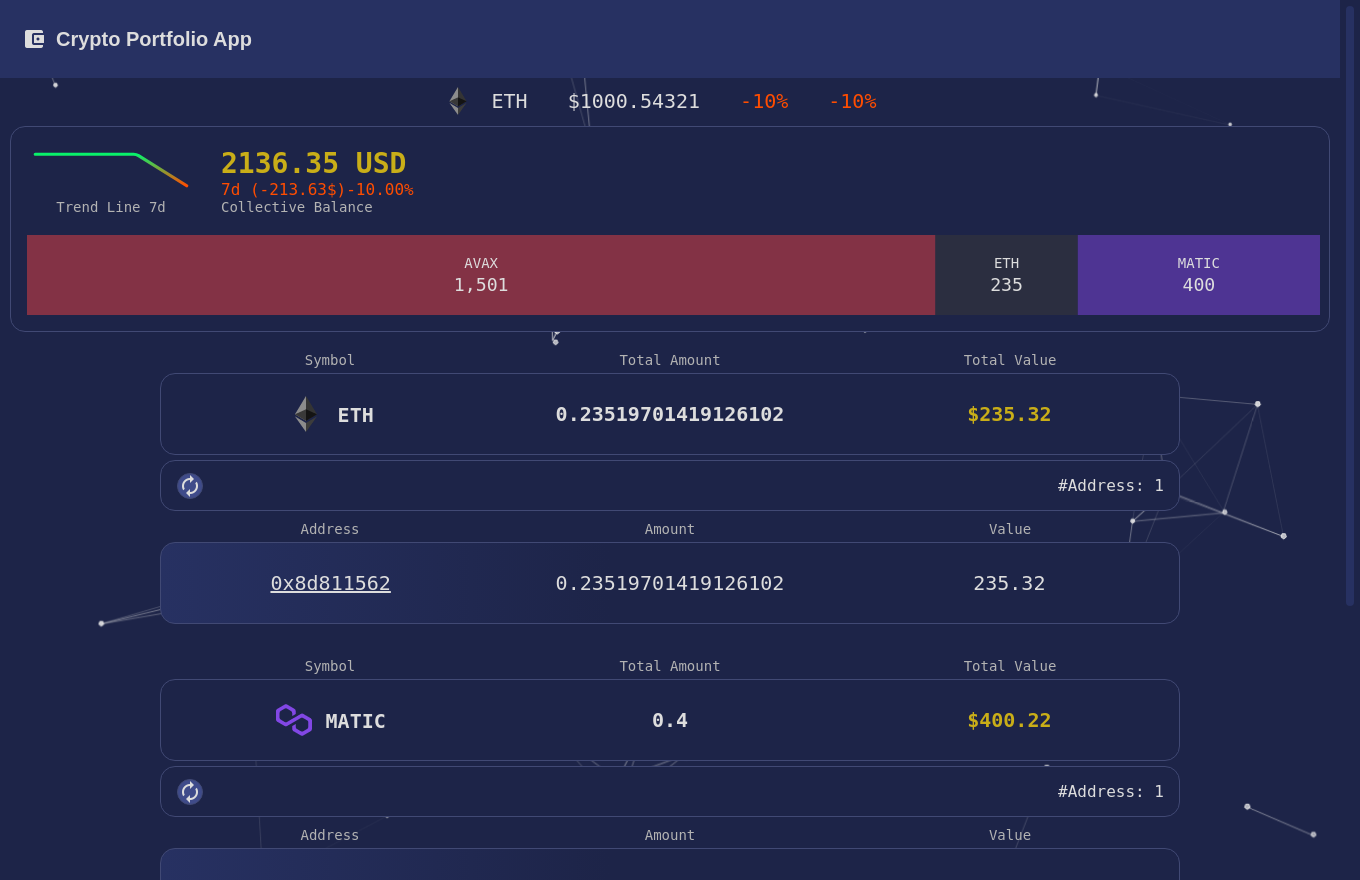 Crypto Portfolio App
ETH $1000.54321 -10% -10%
2136.35 USD
7d (-213.63$)-10.00%
Trend Line 7d Collective Balance
AVAX ETH MATIC
1,501 235 400
Symbol Total Amount Total Value
ETH 0.23519701419126102 $235.32
#Address: 1
Address Amount Value
0x8d811562 0.23519701419126102 235.32
Symbol Total Amount Total Value
MATIC 0.4 $400.22
#Address: 1
Address Amount Value